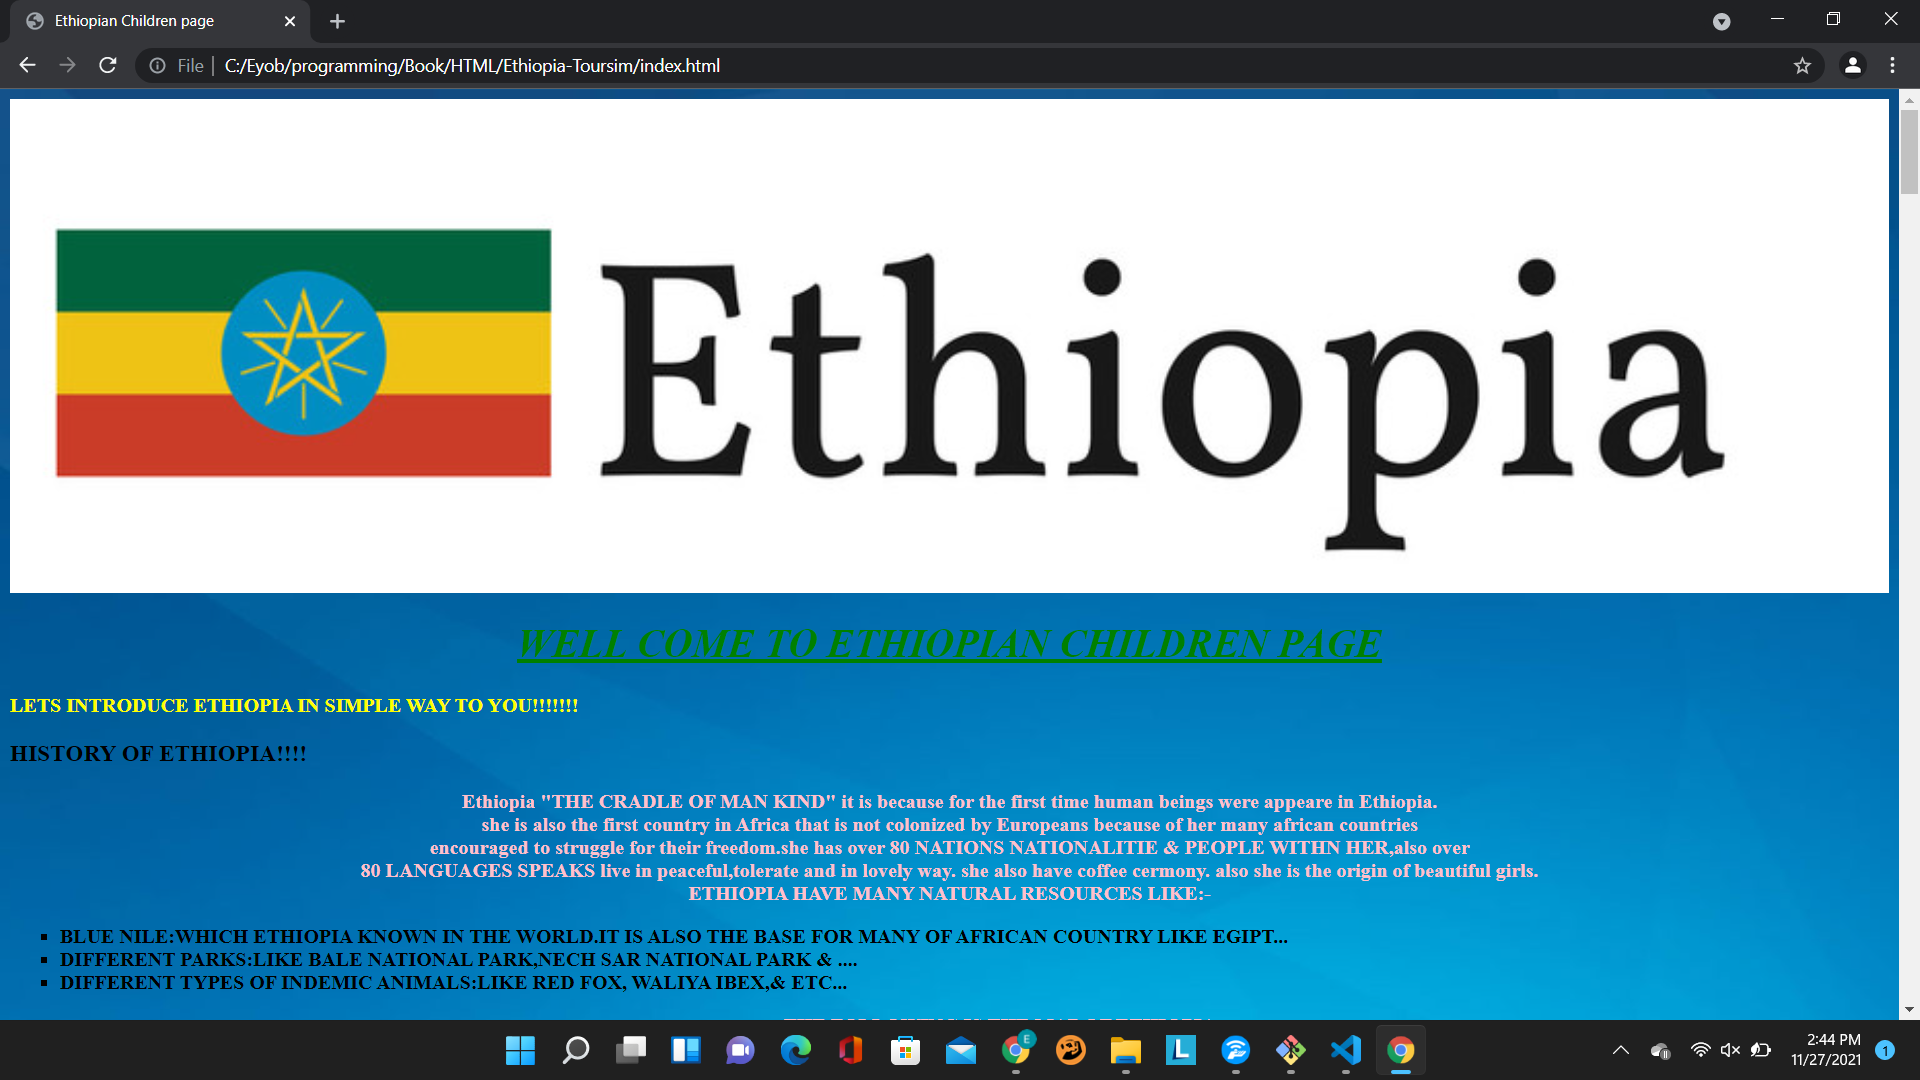 Ethiopian Children page
File
C:/Eyob/programming/Book/HTML/Ethiopia-Toursim/index.html
Ethiopia
WELL COME TO ETHIOPIAN CHILDREN PAGE
LETS INTRODUCE ETHIOPIA IN SIMPLE WAY TO YOU!!!!!!!
HISTORY OF ETHIOPIA!!!!
Ethiopia "THE CRADLE OF MAN KIND" it is because for the first time human beings were appeare in Ethiopia.
she is also the first country in Africa that is not colonized by Europeans because of her many african countries
encouraged to struggle for their freedom.she has over 80 NATIONS NATIONALITIE & PEOPLE WITHN HER,also over
80 LANGUAGES SPEAKS live in peaceful,tolerate and in lovely way. she also have coffee cermony. also she is the origin of beautiful girls.
ETHIOPIA HAVE MANY NATURAL RESOURCES LIKE:-
BLUE NILE:WHICH ETHIOPIA KNOWN IN THE WORLD.IT IS ALSO THE BASE FOR MANY OF AFRICAN COUNTRY LIKE EGIPT...
DIFFERENT PARKS:LIKE BALE NATIONAL PARK,NECH SAR NATIONAL PARK & ....
DIFFERENT TYPES OF INDEMIC ANIMALS:LIKE RED FOX, WALIYA IBEX,& ETC...
E
L
2:44 PM
11/27/2021
1